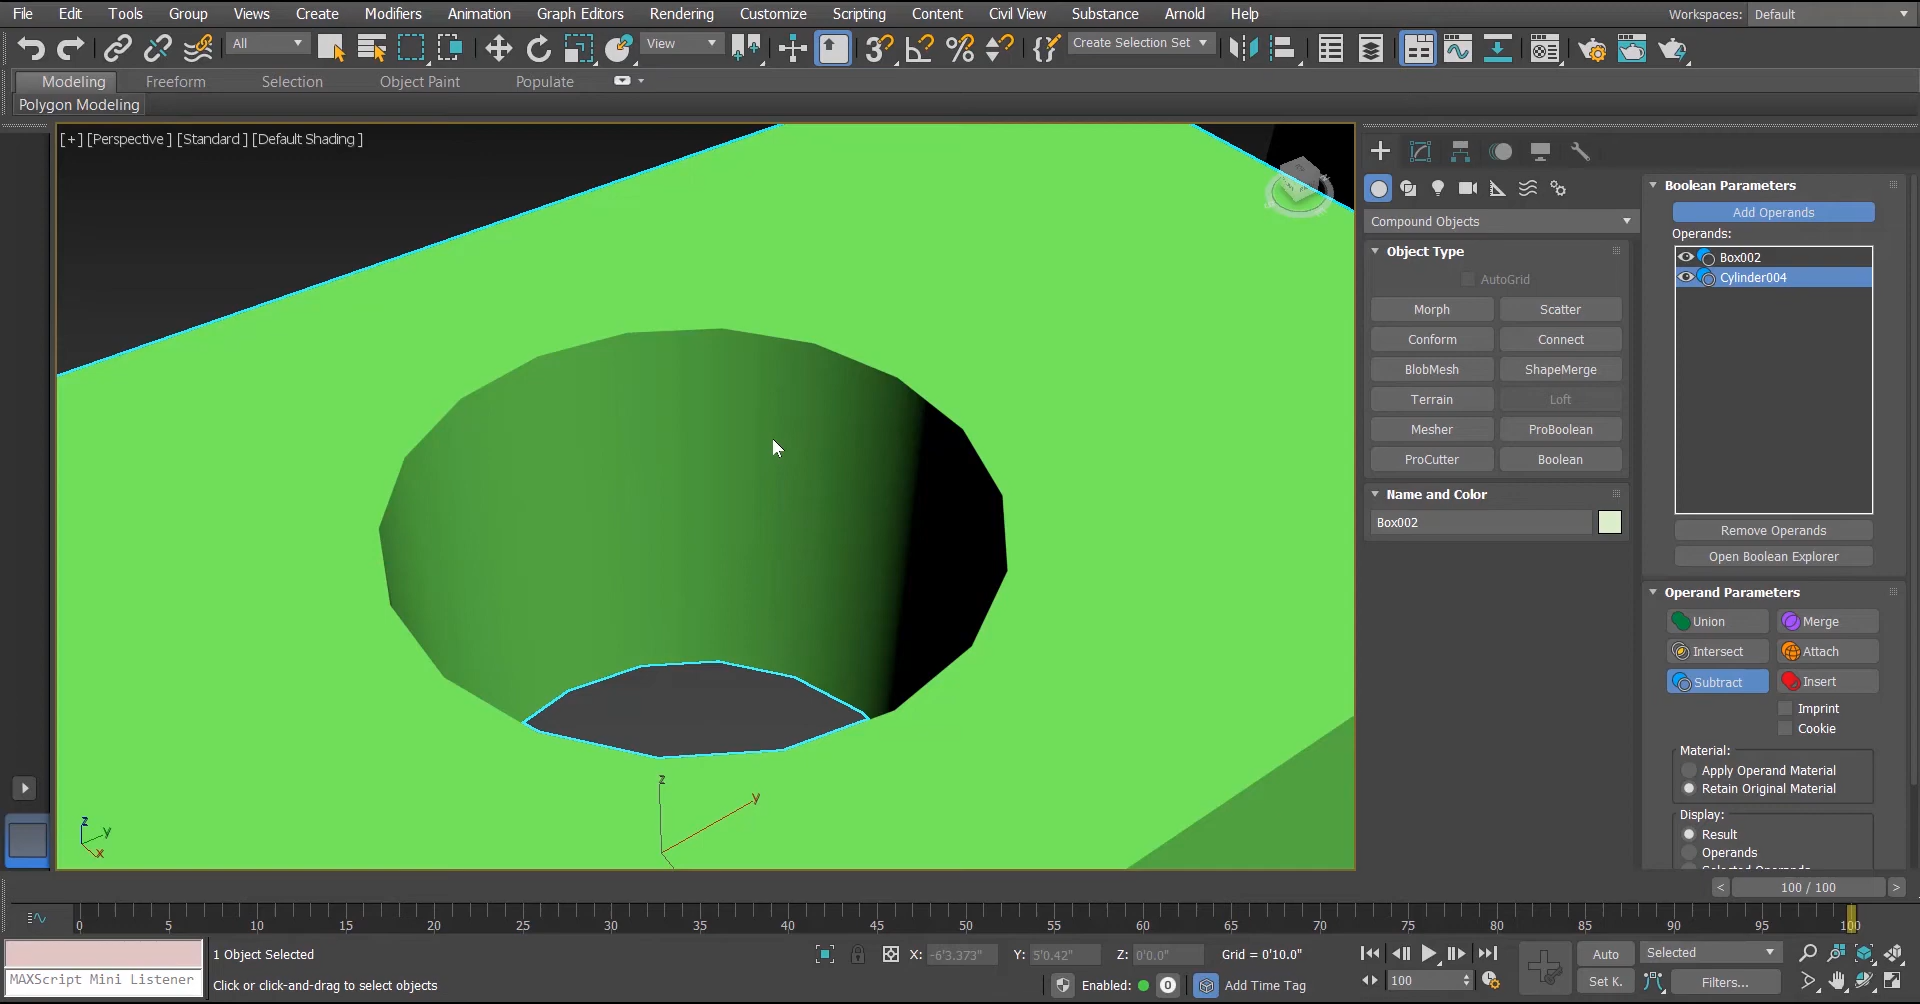 File Edit Tools Group Views Create Modifiers Animation Graph Editors Rendering Customize Scripting Content Civil View Substance Arnold Help Workspaces: Default
All View Create Selection Set
Modeling Freeform Selection Object Paint Populate
Polygon Modeling
[+] [Perspective ] [Standard ] [Default Shading ]
Compound Objects
Object Type
AutoGrid
Morph Scatter
Conform Connect
BlobMesh ShapeMerge
Terrain Loft
Mesher ProBoolean
ProCutter Boolean
Name and Color
Box002
Boolean Parameters
Add Operands
Operands:
Box002
Cylinder004
Remove Operands
Open Boolean Explorer
Operand Parameters
Union Merge
Intersect Attach
Subtract Insert
Imprint
Cookie
Material:
Apply Operand Material
Retain Original Material
Display:
Result
Operands
Selected Operands
z
y
z
y
x
< 100 / 100 >
0 5 10 15 20 25 30 35 40 45 50 55 60 65 70 75 80 85 90 95 100
MAXScript Mini Listener
1 Object Selected
Click or click-and-drag to select objects
X: -6'3.373" Y: 5'0.42" Z: 0'0.0" Grid = 0'10.0"
Enabled: 0 Add Time Tag
100
Auto Selected
Set K. Filters...